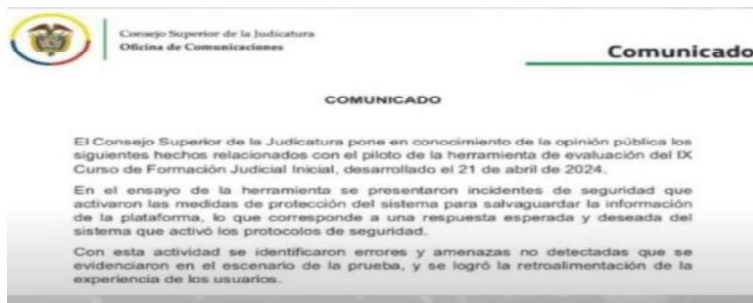 Consejo Superior de la Judicatura
Oficina de Comunicaciones
Comunicado
COMUNICADO
El Consejo Superior de la Judicatura pone en conocimiento de la opinión pública los
siguientes hechos relacionados con el piloto de la herramienta de evaluación del IX
Curso de Formación Judicial Inicial, desarrollado el 21 de abril de 2024.
En el ensayo de la herramienta se presentaron incidentes de seguridad que
activaron las medidas de protección del sistema para salvaguardar la información
de la plataforma, lo que corresponde a una respuesta esperada y deseada del
sistema que activó los protocolos de seguridad.
Con esta actividad se identificaron errores y amenazas no detectadas que se
evidenciaron en el escenario de la prueba, y se logró la retroalimentación de la
experiencia de los usuarios.